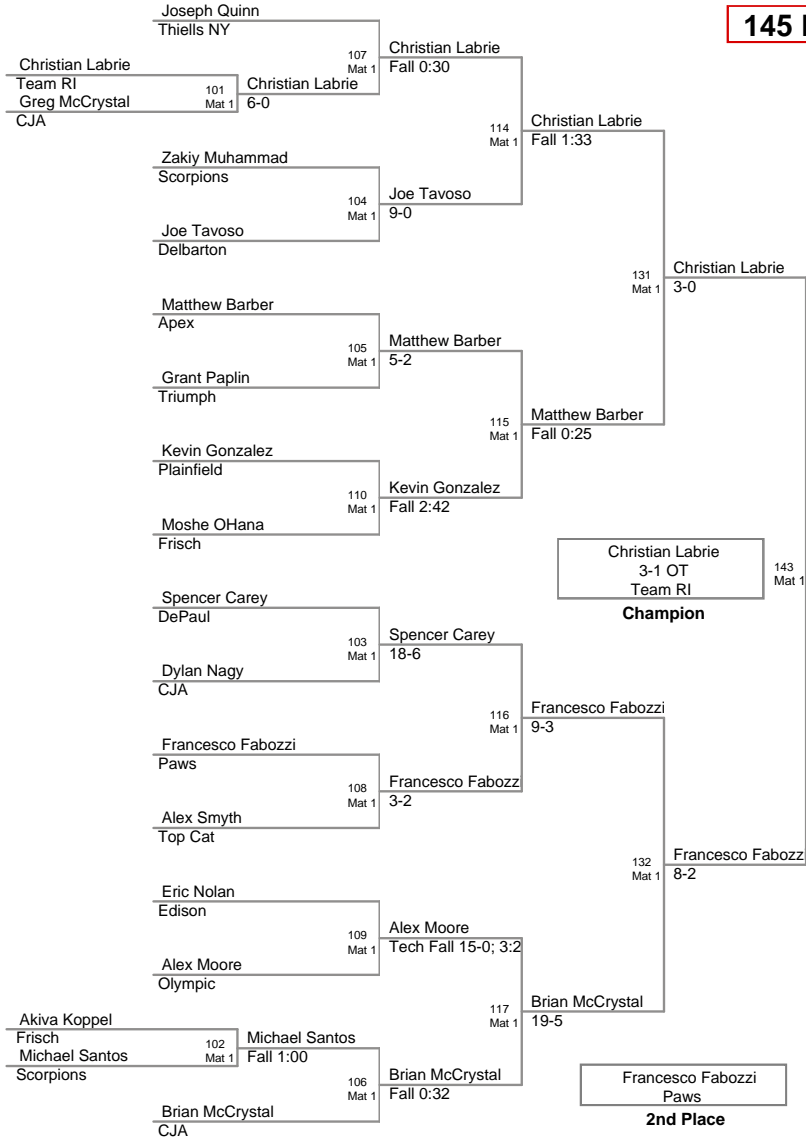 Joseph Quinn
Thiells NY
145
107
Mat 1
Christian Labrie
Fall 0:30
Christian Labrie
Team RI
Greg McCrystal
CJA
101
Mat 1
Christian Labrie
6-0
114
Mat 1
Christian Labrie
Fall 1:33
Zakiy Muhammad
Scorpions
104
Mat 1
Joe Tavoso
9-0
Joe Tavoso
Delbarton
131
Mat 1
Christian Labrie
3-0
Matthew Barber
Apex
105
Mat 1
Matthew Barber
5-2
Grant Paplin
Triumph
115
Mat 1
Matthew Barber
Fall 0:25
Kevin Gonzalez
Plainfield
110
Mat 1
Kevin Gonzalez
Fall 2:42
Moshe OHana
Frisch
Christian Labrie
3-1 OT
Team RI
143
Mat 1
Champion
Spencer Carey
DePaul
103
Mat 1
Spencer Carey
18-6
Dylan Nagy
CJA
116
Mat 1
Francesco Fabozzi
9-3
Francesco Fabozzi
Paws
108
Mat 1
Francesco Fabozz
3-2
Alex Smyth
Top Cat
132
Mat 1
Francesco Fabozz
8-2
Eric Nolan
Edison
109
Mat 1
Alex Moore
Tech Fall 15-0; 3:2
Alex Moore
Olympic
117
Mat 1
Brian McCrystal
19-5
Akiva Koppel
Frisch
Michael Santos
Scorpions
102
Mat 1
Michael Santos
Fall 1:00
106
Mat 1
Brian McCrystal
Fall 0:32
Brian McCrystal
CJA
Francesco Fabozzi
Paws
2nd Place